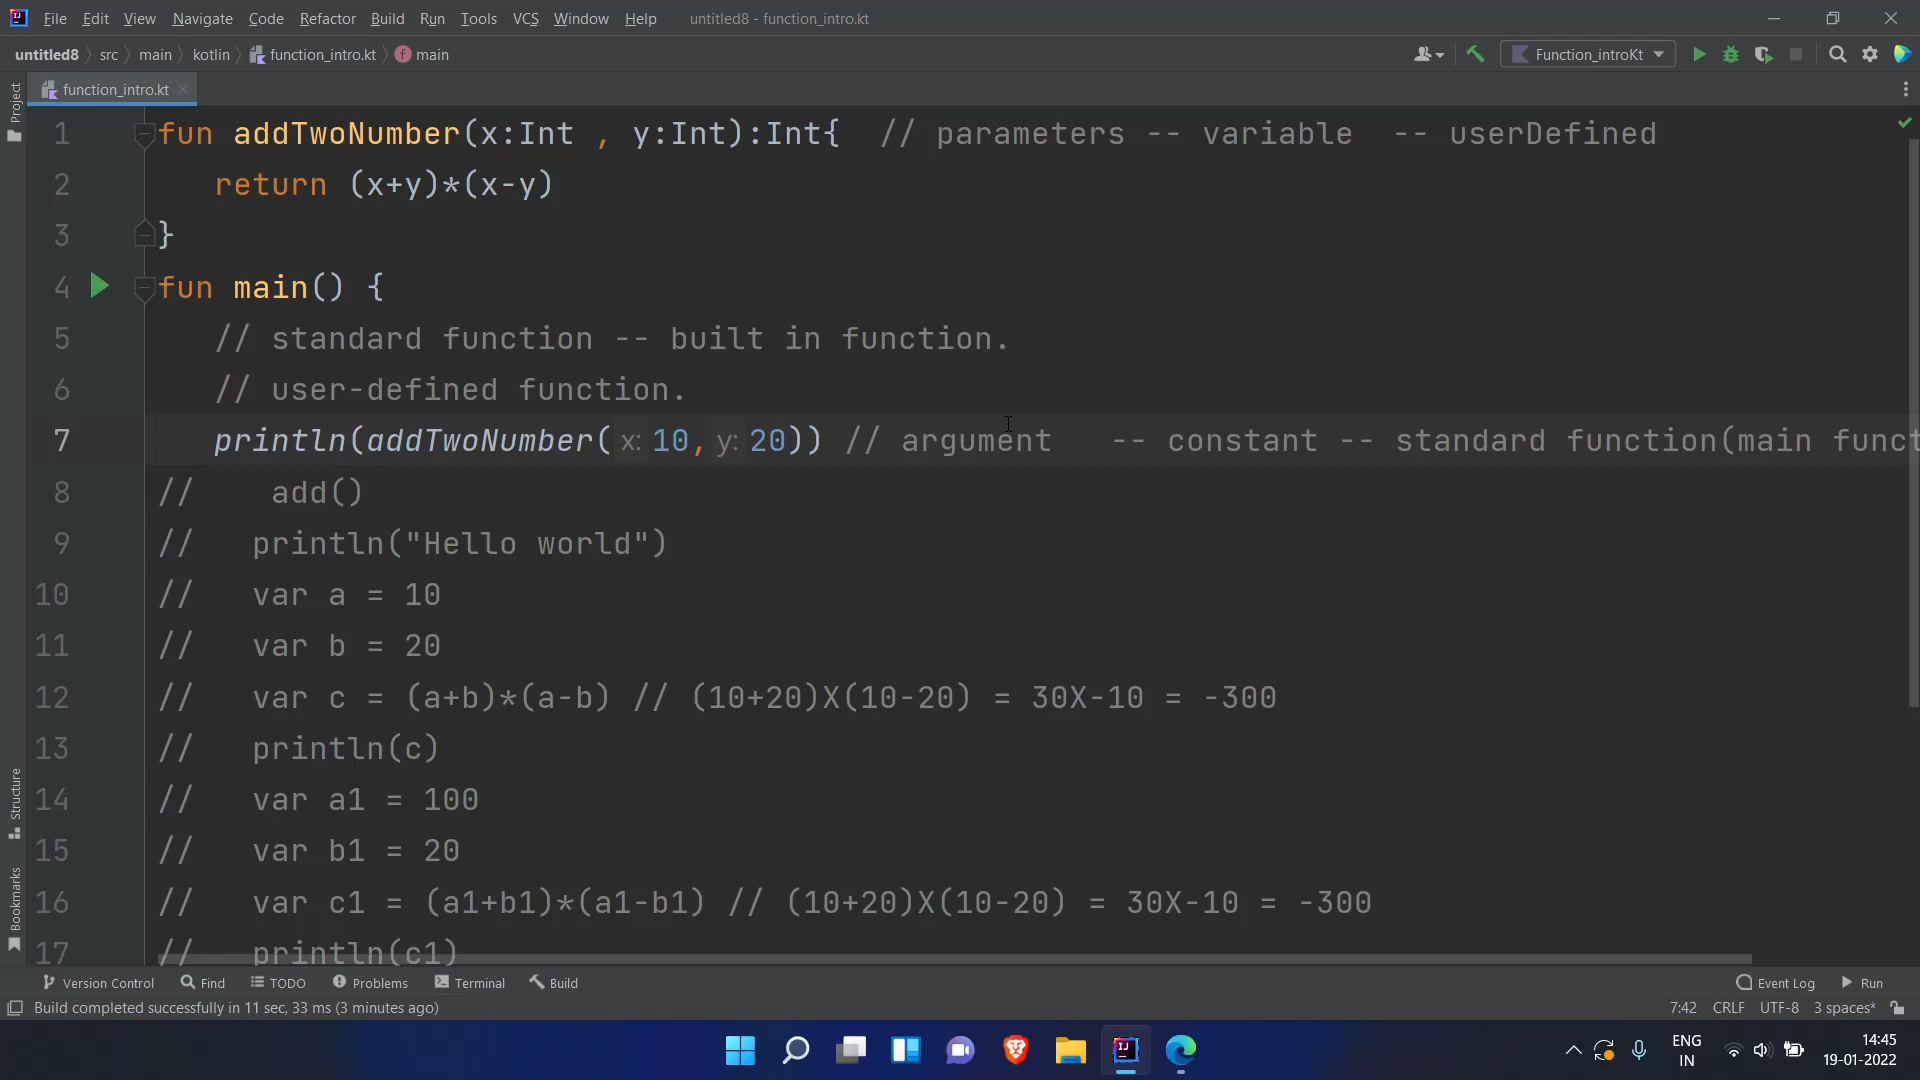 File Edit View Navigate Code Refactor Build Run Tools VCS Window Help untitled8 - function_intro.kt
untitled8 src main kotlin function_intro.kt main Function_introKt
function_intro.kt
Project
1 fun addTwoNumber(x:Int , y:Int):Int{ // parameters -- variable -- userDefined
2 return (x+y)*(x-y)
3 }
4 fun main() {
5 // standard function -- built in function.
6 // user-defined function.
7 println(addTwoNumber( x: 10, y: 20)) // argument -- constant -- standard function(main funct
8 // add()
9 // println("Hello world")
10 // var a = 10
11 // var b = 20
12 // var c = (a+b)*(a-b) // (10+20)X(10-20) = 30X-10 = -300
13 // println(c)
14 // var a1 = 100
15 // var b1 = 20
16 // var c1 = (a1+b1)*(a1-b1) // (10+20)X(10-20) = 30X-10 = -300
17 // println(c1)
Structure
Bookmarks
Version Control Find TODO Problems Terminal Build Event Log Run
Build completed successfully in 11 sec, 33 ms (3 minutes ago) 7:42 CRLF UTF-8 3 spaces*
ENG
IN
14:45
19-01-2022